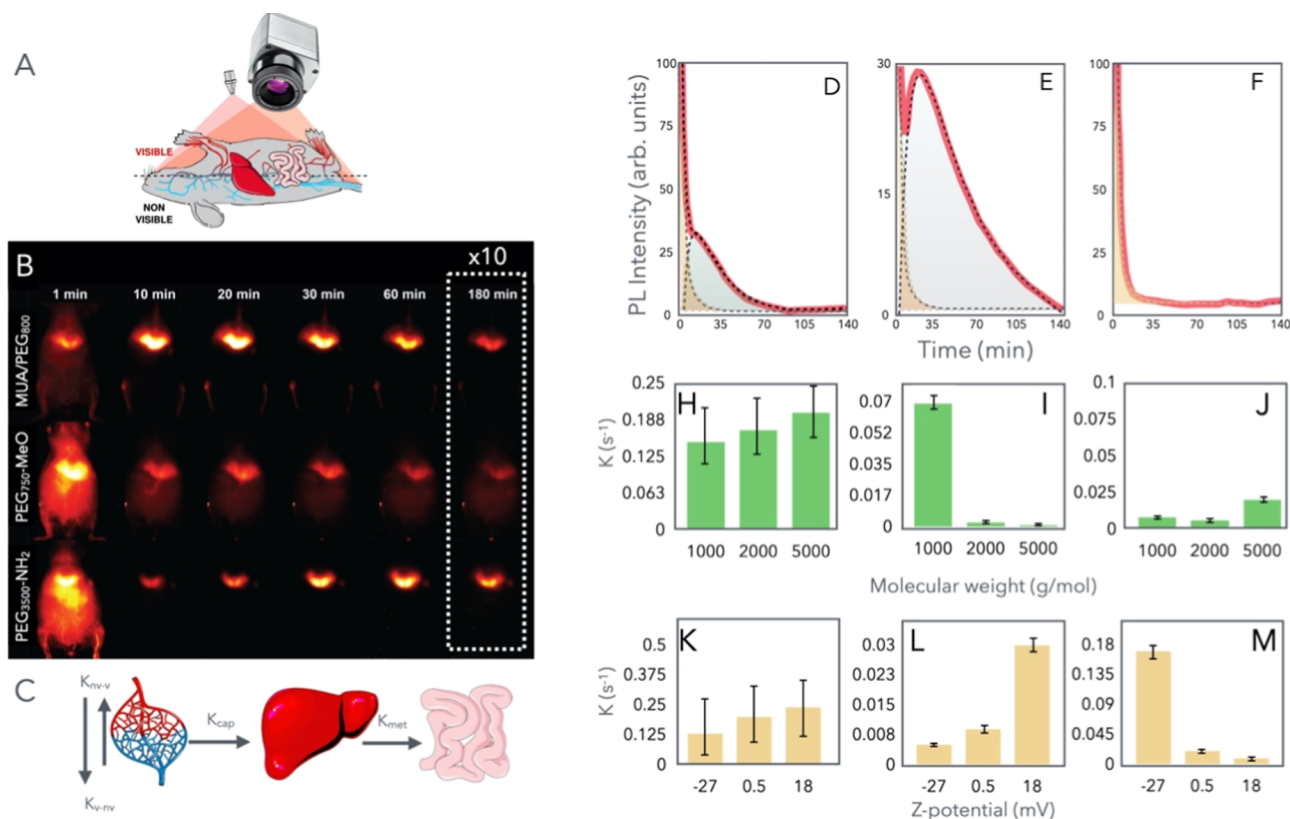 A
VISIBLE
NON
VISIBLE
B
x10
1 min 10 min 20 min 30 min 60 min 180 min
MUA/PEG800
PEG750-MeO
PEG3500-NH2
C
Knv-v
Kv-nv
Kcap
Kmet
PL Intensity (arb. units)
100
75
50
25
0
D
0 35 70 105 140
30
15
0
E
0 35 70 105 140
100
75
50
25
0
F
0 35 70 105 140
Time (min)
K (s-1)
0.25
0.188
0.125
0.063
0
H
1000 2000 5000
0.07
0.052
0.035
0.017
0
I
1000 2000 5000
0.1
0.075
0.05
0.025
0
J
1000 2000 5000
Molecular weight (g/mol)
K (s-1)
0.5
0.375
0.25
0.125
0
K
-27 0.5 18
0.03
0.023
0.015
0.008
0
L
-27 0.5 18
0.18
0.135
0.09
0.045
0
M
-27 0.5 18
Z-potential (mV)